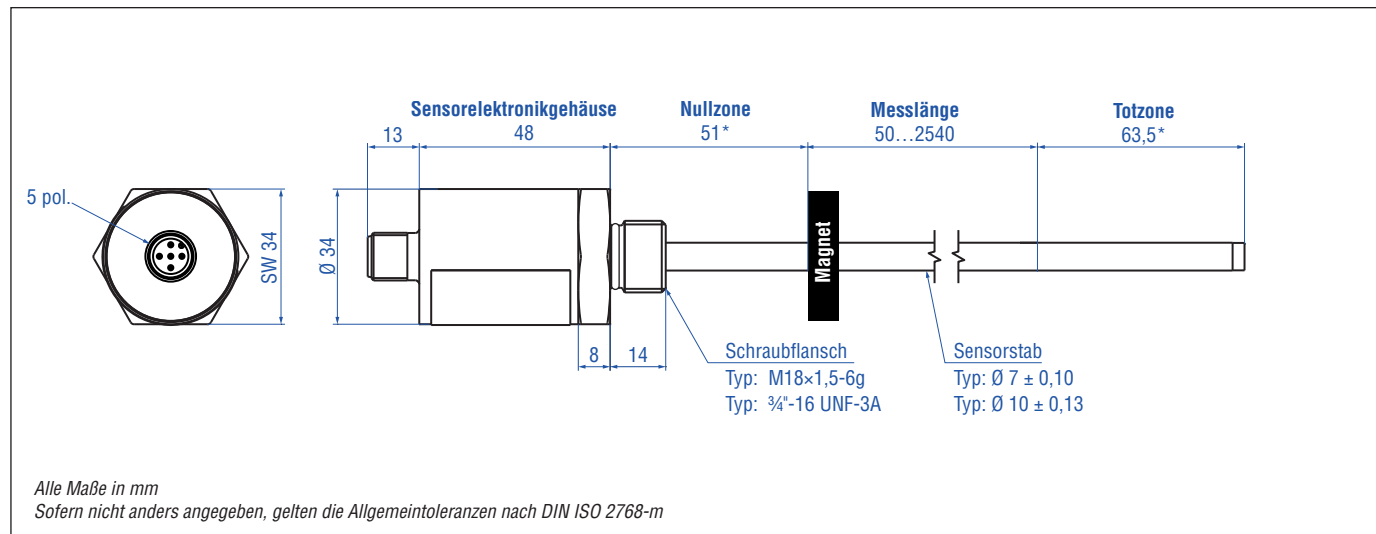 Sensorelektronikgehäuse
Nullzone
Messlänge
Totzone
13
48
51*
50…2540
63,5*
5 pol.
SW 34
Ø 34
Magnet
8
14
Schraubflansch
Typ: M18×1,5-6g
Typ: ¾"-16 UNF-3A
Sensorstab
Typ: Ø 7 ± 0,10
Typ: Ø 10 ± 0,13
Alle Maße in mm
Sofern nicht anders angegeben, gelten die Allgemeintoleranzen nach DIN ISO 2768-m